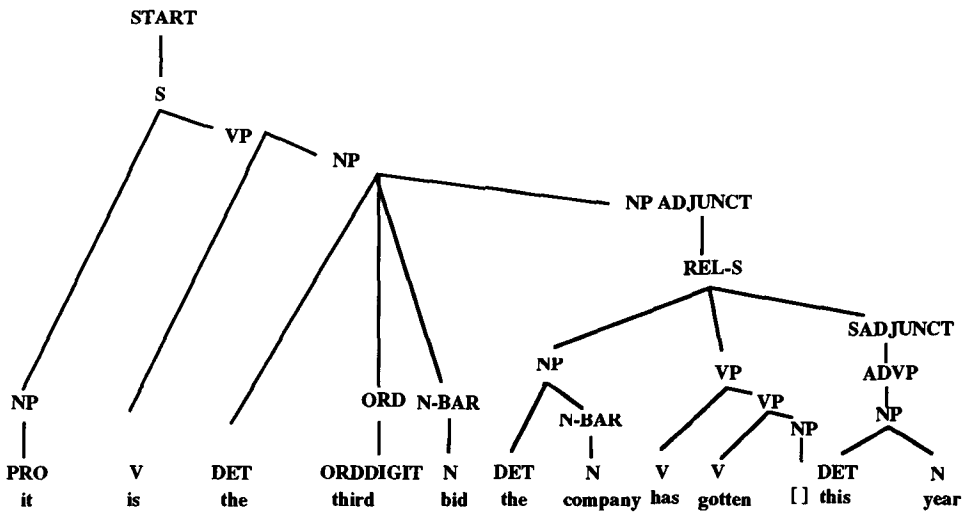 START
S
VP
NP
NP ADJUNCT
REL-S
SADJUNCT
NP VP ADVP
NP ORD N-BAR N-BAR VP NP NP
PRO V DET ORDDIGIT N DET N V V DET N
it is the third bid the company has gotten [ ] this year